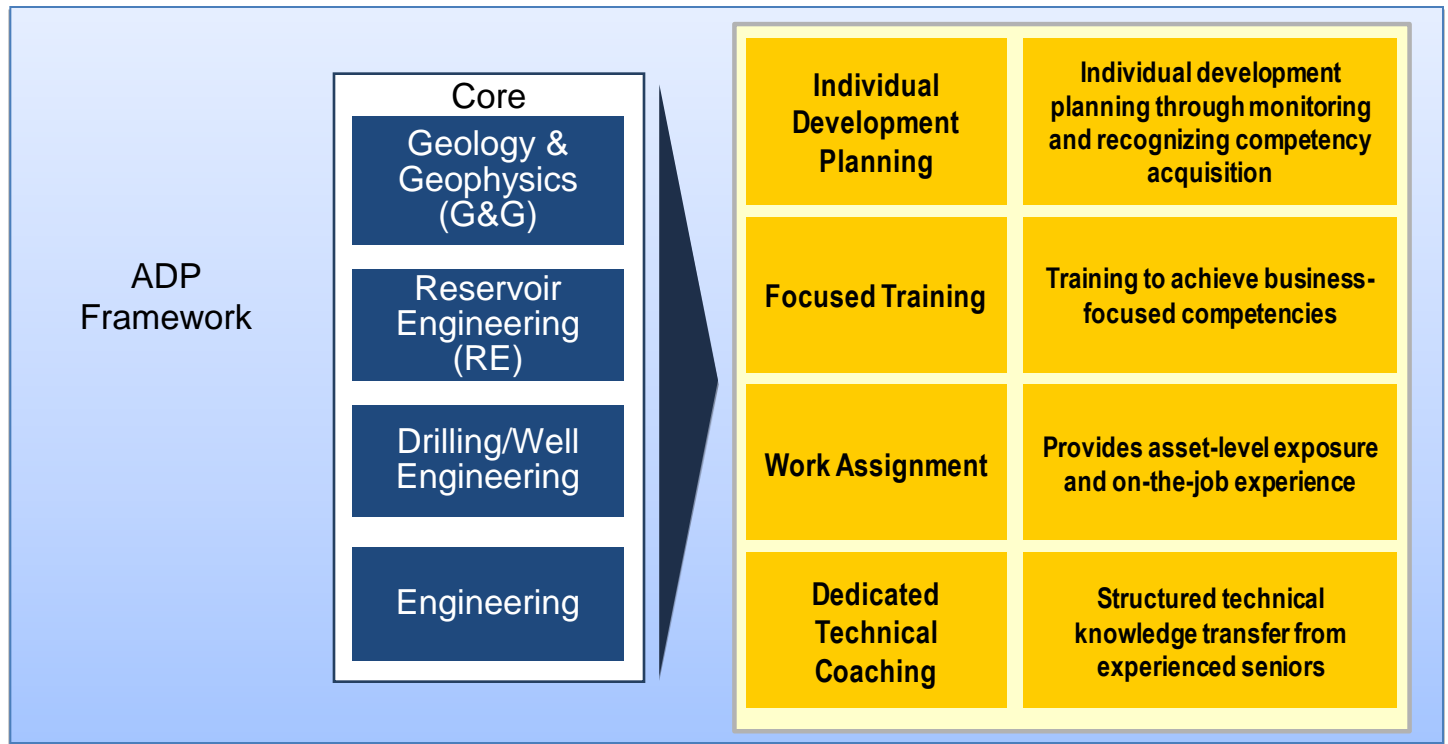 ADP
Framework
Core
Geology &
Geophysics
(G&G)
Reservoir
Engineering
(RE)
Drilling/Well
Engineering
Engineering
Individual
Development
Planning
Individual development
planning through monitoring
and recognizing competency
acquisition
Focused Training
Training to achieve business-
focused competencies
Work Assignment
Provides asset-level exposure
and on-the-job experience
Dedicated
Technical
Coaching
Structured technical
knowledge transfer from
experienced seniors